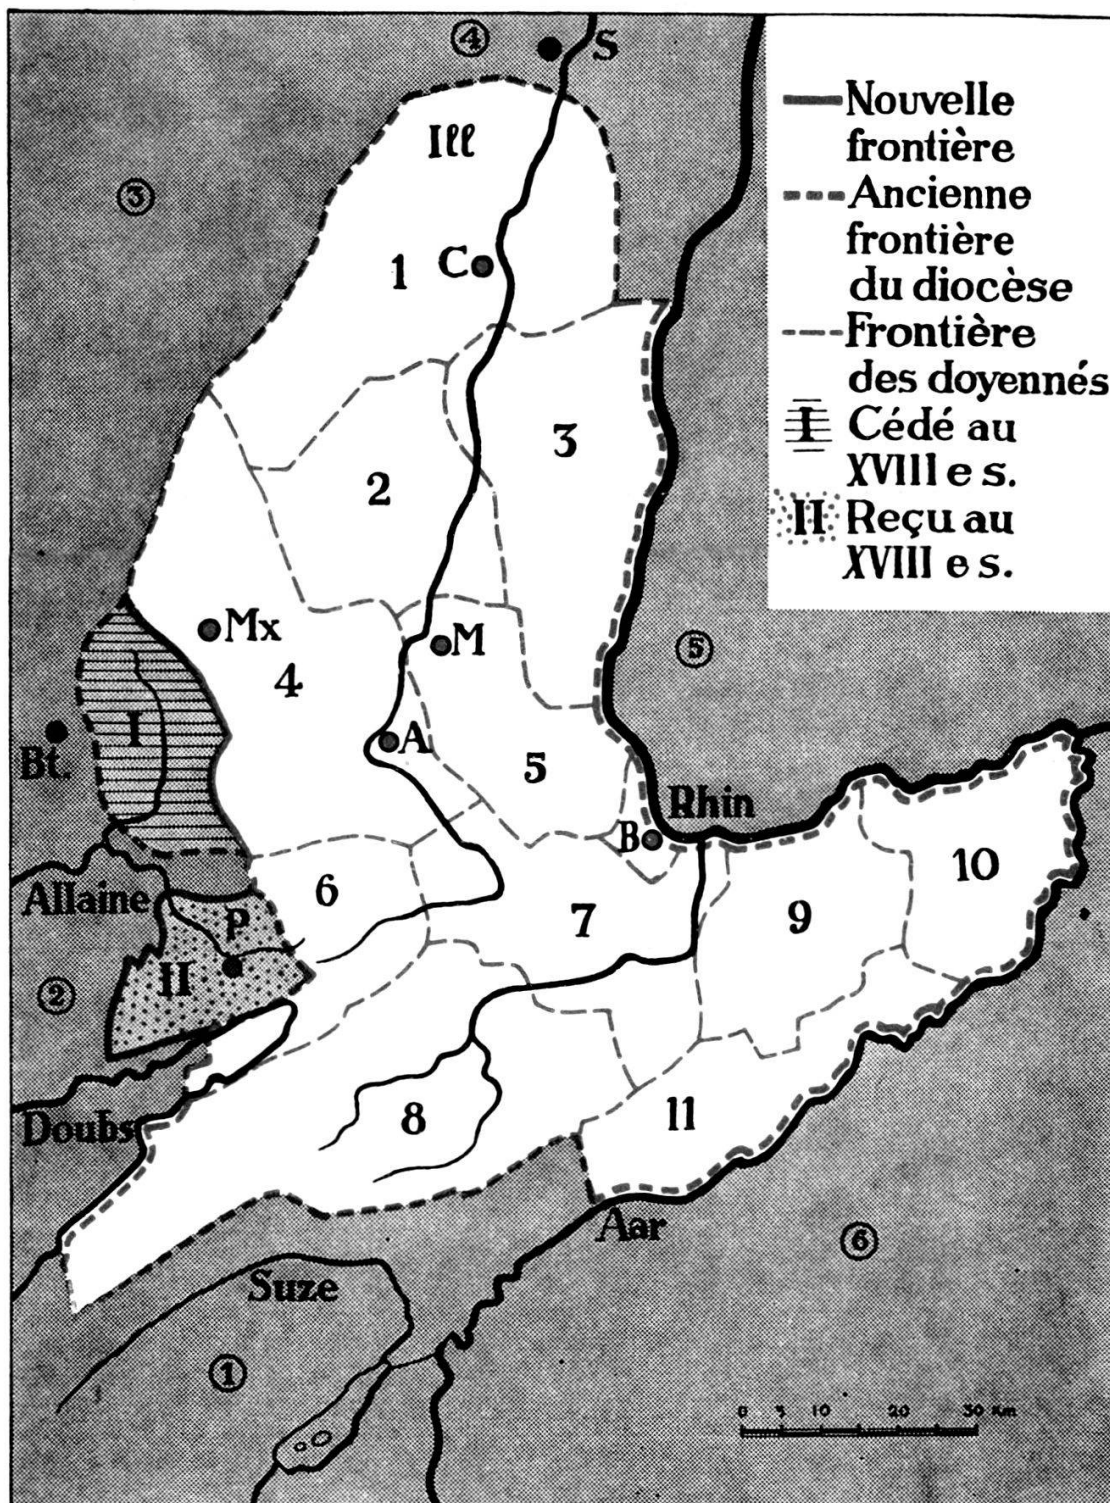 ④
S
Ill
③
C
1
3
2
Mx
M
4
⑤
I
A
Bt.
5
Rhin
B
Allaine
6
10
P
7
9
II
②
Doubs
8
11
Aar
⑥
Suze
①
Nouvelle
frontière
Ancienne
frontière
du diocèse
Frontière
des doyennés
I Cédé au
XVIII e s.
II Reçu au
XVIII e s.
0 5 10 20 30 Km